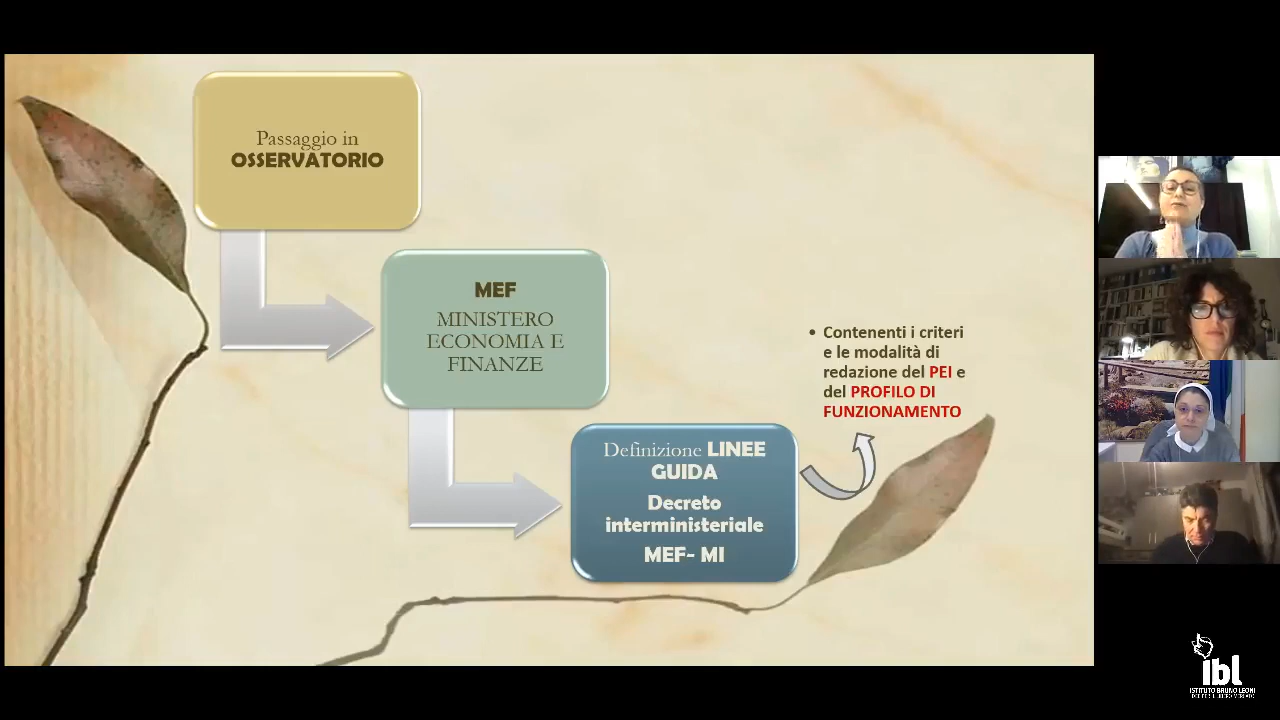 Passaggio in
OSSERVATORIO
MEF
MINISTERO
ECONOMIA E
FINANZE
Definizione LINEE
GUIDA
Decreto
interministeriale
MEF- MI
• Contenenti i criteri
e le modalità di
redazione del PEI e
del PROFILO DI
FUNZIONAMENTO
ibl
ISTITUTO BRUNO LEONI